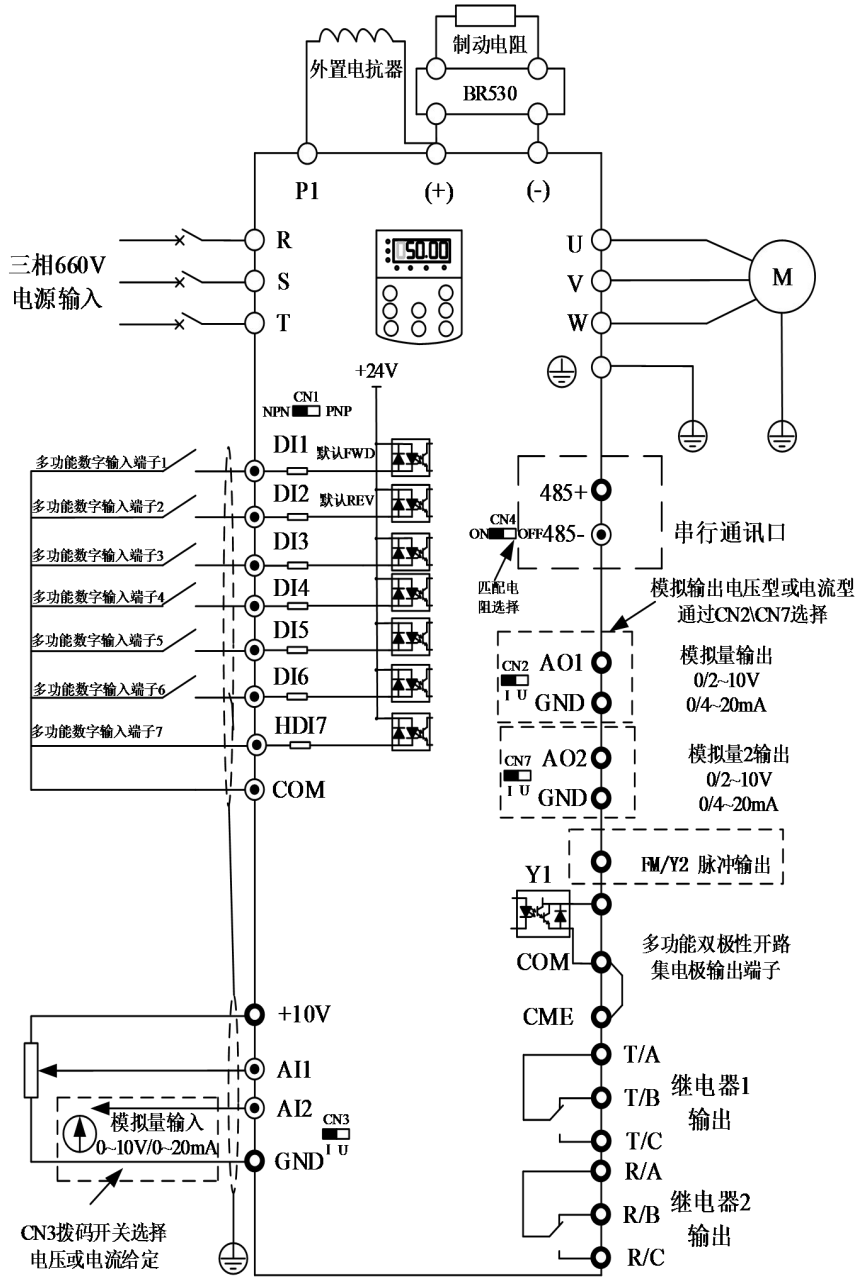 制动电阻
外置电抗器
BR530
P1
(+)
(-)
三相660V
电源输入
R
S
T
50.00
U
V
W
M
+24V
CN1
NPN
PNP
多功能数字输入端子1
DI1
默认FWD
多功能数字输入端子2
DI2
默认REV
多功能数字输入端子3
DI3
多功能数字输入端子4
DI4
多功能数字输入端子5
DI5
多功能数字输入端子6
DI6
多功能数字输入端子7
HDI7
COM
485+
CN4
ON
OFF
485-
串行通讯口
匹配电
阻选择
模拟输出电压型或电流型
通过CN2\CN7选择
CN2
I U
AO1
GND
模拟量输出
0/2~10V
0/4~20mA
CN7
I U
AO2
GND
模拟量2输出
0/2~10V
0/4~20mA
FM/Y2 脉冲输出
Y1
COM
CME
多功能双极性开路
集电极输出端子
+10V
AI1
AI2
模拟量输入
0~10V/0~20mA
CN3
I U
GND
CN3拨码开关选择
电压或电流给定
T/A
T/B
T/C
继电器1
输出
R/A
R/B
R/C
继电器2
输出